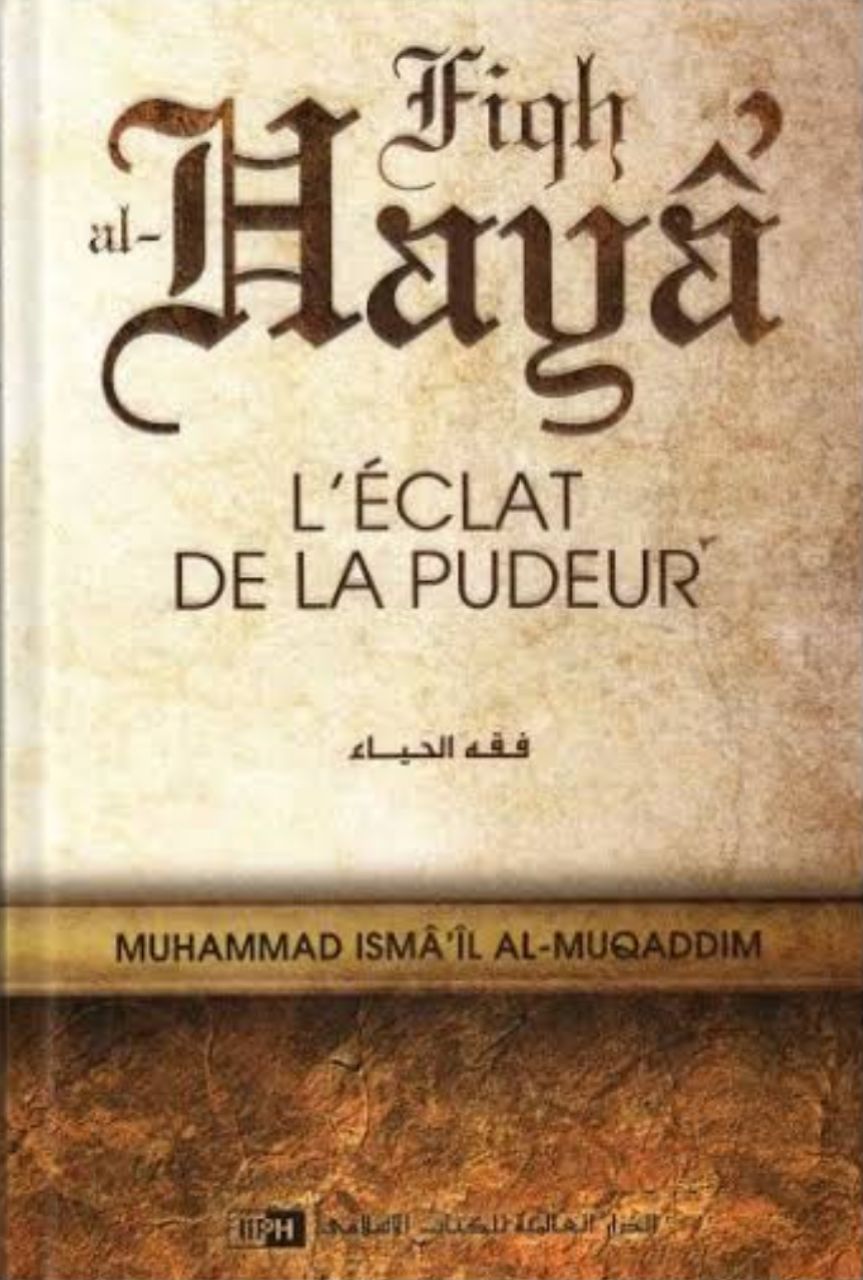 Fiqh
al-Hayâ'
L'ÉCLAT
DE LA PUDEUR
فقه الحياء
MUHAMMAD ISMÂ'ÎL AL-MUQADDIM
IIPH الدار العالمية للكتاب الإسلامي